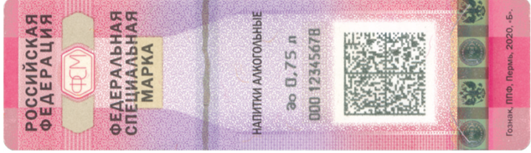 РОССИЙСКАЯ
ФЕДЕРАЦИЯ
ФСМ
ФЕДЕРАЛЬНАЯ
СПЕЦИАЛЬНАЯ
МАРКА
НАПИТКИ АЛКОГОЛЬНЫЕ
до 0,75 л
000 12345678
Гознак, ППФ, Пермь, 2020, «Б».